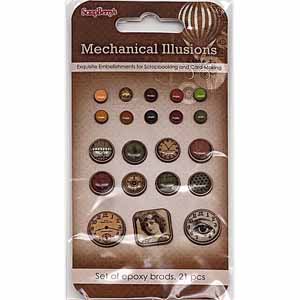 ScrapBerry's
Mechanical Illusions
Exquisite Embellishments for Scrapbooking and Card-Making
Set of epoxy brads, 21 pcs